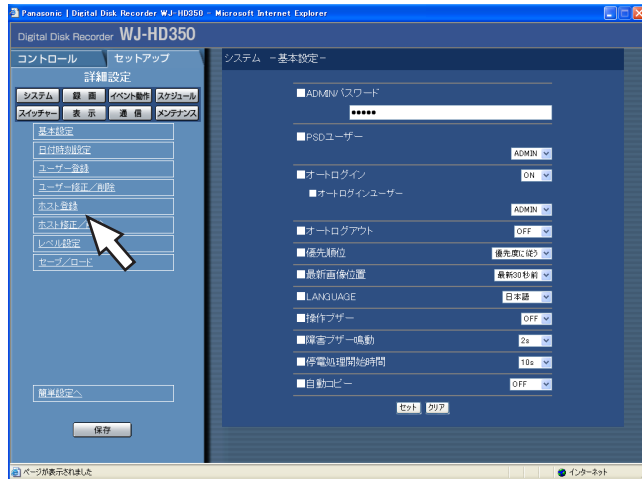 Panasonic | Digital Disk Recorder WJ-HD350 - Microsoft Internet Explorer
Digital Disk Recorder WJ-HD350
コントロール セットアップ
詳細設定
システム 録 画 イベント動作 スケジュール
スイッチャー 表 示 通 信 メンテナンス
基本設定
日付時刻設定
ユーザー登録
ユーザー修正/削除
ホスト登録
ホスト修正/
レベル設定
セーブ/ロード
簡単設定へ
保存
システム -基本設定-
■ADMINパスワード
•••••
■PSDユーザー
ADMIN
■オートログイン ON
■オートログインユーザー
ADMIN
■オートログアウト OFF
■優先順位 優先度に従う
■最新画像位置 最新30秒前
■LANGUAGE 日本語
■操作ブザー OFF
■障害ブザー鳴動 2s
■停電処理開始時間 10s
■自動コピー OFF
セット クリア
ページが表示されました インターネット